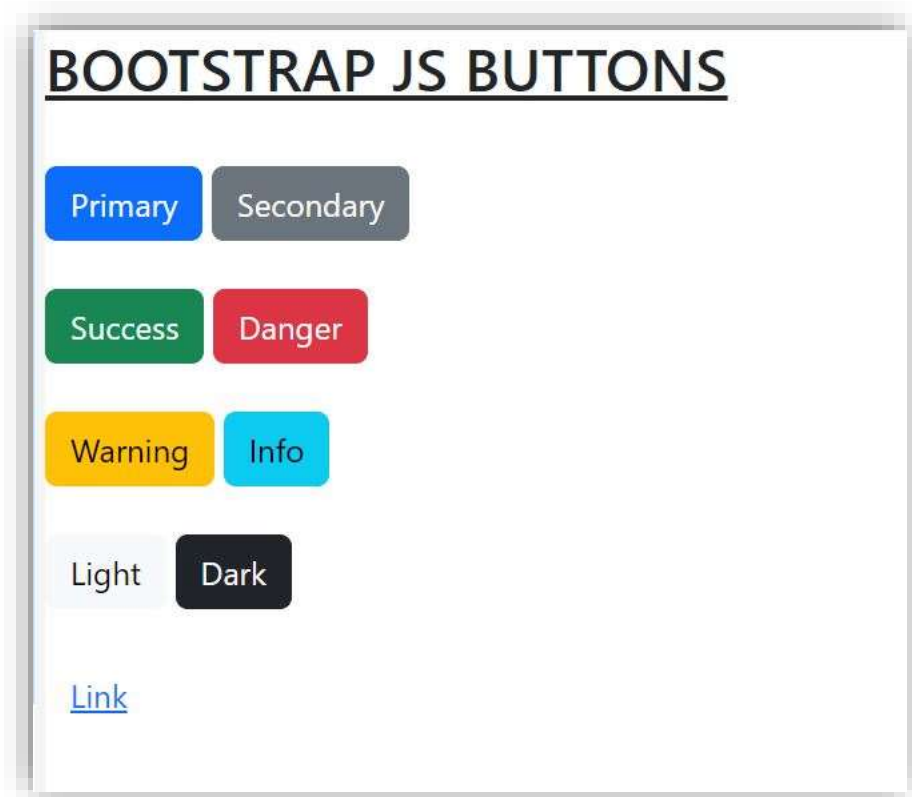 BOOTSTRAP JS BUTTONS
Primary Secondary
Success Danger
Warning Info
Light Dark
Link